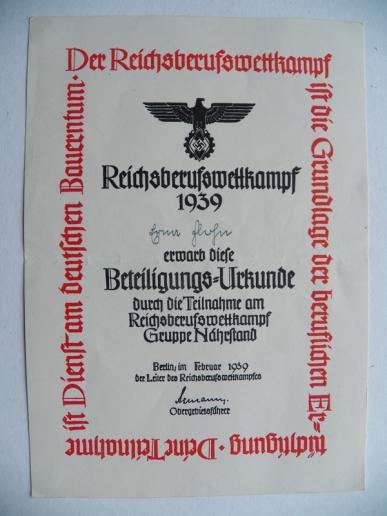 Der Reichsberufswettkampf
ist die Grundlage der beruflichen Er=
tüchtigung · Deine Teilnahme
ist Dienst am deutschen Bauerntum ·
Reichsberufswettkampf
1939
Erna
erwarb diese
Beteiligungs-Urkunde
durch die Teilnahme am
Reichsberufswettkampf
Gruppe Nährstand
Berlin, im Februar 1939
der Leiter des Reichsberufswettkampfes
Obergebietsführer